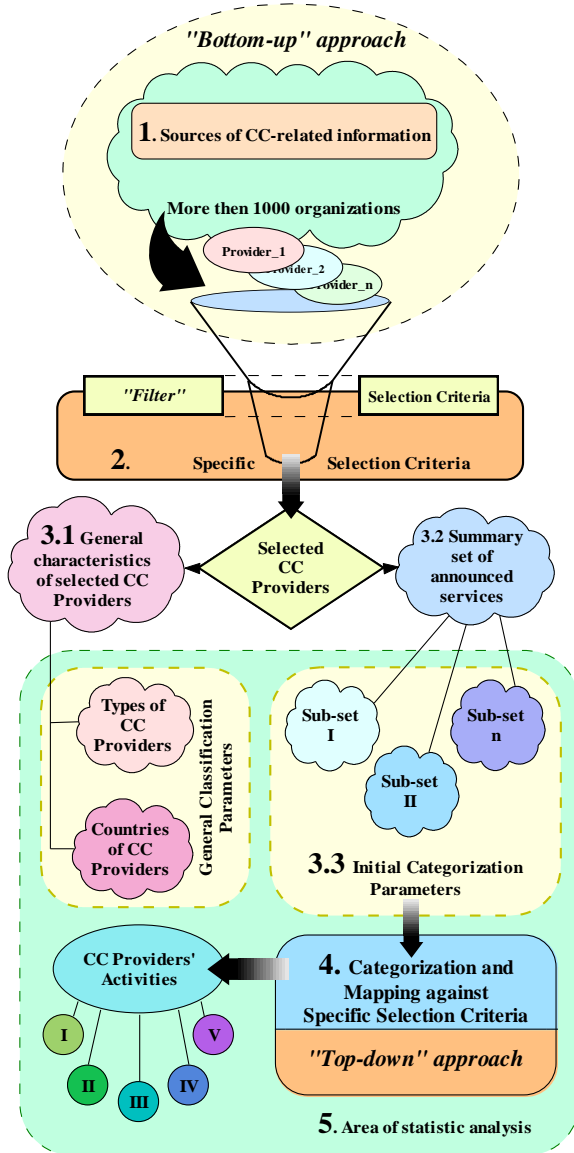 "Bottom-up" approach
1. Sources of CC-related information
More then 1000 organizations
Provider_1
Provider_2
Provider_n
"Filter"
Selection Criteria
2. Specific Selection Criteria
3.1 General
characteristics
of selected CC
Providers
Selected
CC
Providers
3.2 Summary
set of
announced
services
Types of
CC
Providers
Countries
of CC
Providers
General Classification
Parameters
Sub-set
I
Sub-set
II
Sub-set
n
3.3 Initial Categorization
Parameters
CC Providers'
Activities
I
II
III
IV
V
4. Categorization and
Mapping against
Specific Selection Criteria
"Top-down" approach
5. Area of statistic analysis